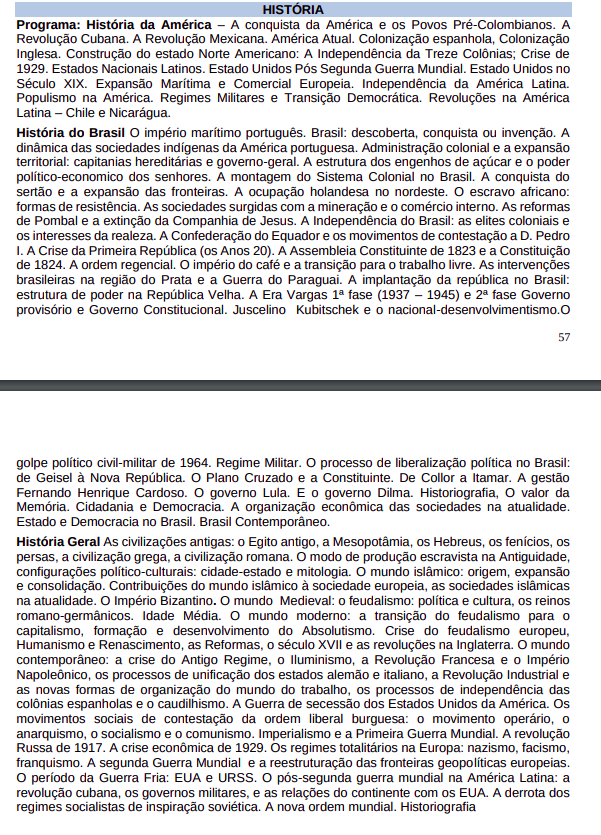 HISTÓRIA
Programa: História da América – A conquista da América e os Povos Pré-Colombianos. A
Revolução Cubana. A Revolução Mexicana. América Atual. Colonização espanhola, Colonização
Inglesa. Construção do estado Norte Americano: A Independência da Treze Colônias; Crise de
1929. Estados Nacionais Latinos. Estado Unidos Pós Segunda Guerra Mundial. Estado Unidos no
Século XIX. Expansão Marítima e Comercial Europeia. Independência da América Latina.
Populismo na América. Regimes Militares e Transição Democrática. Revoluções na América
Latina – Chile e Nicarágua.
História do Brasil O império marítimo português. Brasil: descoberta, conquista ou invenção. A
dinâmica das sociedades indígenas da América portuguesa. Administração colonial e a expansão
territorial: capitanias hereditárias e governo-geral. A estrutura dos engenhos de açúcar e o poder
político-economico dos senhores. A montagem do Sistema Colonial no Brasil. A conquista do
sertão e a expansão das fronteiras. A ocupação holandesa no nordeste. O escravo africano:
formas de resistência. As sociedades surgidas com a mineração e o comércio interno. As reformas
de Pombal e a extinção da Companhia de Jesus. A Independência do Brasil: as elites coloniais e
os interesses da realeza. A Confederação do Equador e os movimentos de contestação a D. Pedro
I. A Crise da Primeira República (os Anos 20). A Assembleia Constituinte de 1823 e a Constituição
de 1824. A ordem regencial. O império do café e a transição para o trabalho livre. As intervenções
brasileiras na região do Prata e a Guerra do Paraguai. A implantação da república no Brasil:
estrutura de poder na República Velha. A Era Vargas 1ª fase (1937 – 1945) e 2ª fase Governo
provisório e Governo Constitucional. Juscelino Kubitschek e o nacional-desenvolvimentismo.O
57
golpe político civil-militar de 1964. Regime Militar. O processo de liberalização política no Brasil:
de Geisel à Nova República. O Plano Cruzado e a Constituinte. De Collor a Itamar. A gestão
Fernando Henrique Cardoso. O governo Lula. E o governo Dilma. Historiografia, O valor da
Memória. Cidadania e Democracia. A organização econômica das sociedades na atualidade.
Estado e Democracia no Brasil. Brasil Contemporâneo.
História Geral As civilizações antigas: o Egito antigo, a Mesopotâmia, os Hebreus, os fenícios, os
persas, a civilização grega, a civilização romana. O modo de produção escravista na Antiguidade,
configurações político-culturais: cidade-estado e mitologia. O mundo islâmico: origem, expansão
e consolidação. Contribuições do mundo islâmico à sociedade europeia, as sociedades islâmicas
na atualidade. O Império Bizantino. O mundo Medieval: o feudalismo: política e cultura, os reinos
romano-germânicos. Idade Média. O mundo moderno: a transição do feudalismo para o
capitalismo, formação e desenvolvimento do Absolutismo. Crise do feudalismo europeu,
Humanismo e Renascimento, as Reformas, o século XVII e as revoluções na Inglaterra. O mundo
contemporâneo: a crise do Antigo Regime, o Iluminismo, a Revolução Francesa e o Império
Napoleônico, os processos de unificação dos estados alemão e italiano, a Revolução Industrial e
as novas formas de organização do mundo do trabalho, os processos de independência das
colônias espanholas e o caudilhismo. A Guerra de secessão dos Estados Unidos da América. Os
movimentos sociais de contestação da ordem liberal burguesa: o movimento operário, o
anarquismo, o socialismo e o comunismo. Imperialismo e a Primeira Guerra Mundial. A revolução
Russa de 1917. A crise econômica de 1929. Os regimes totalitários na Europa: nazismo, facismo,
franquismo. A segunda Guerra Mundial e a reestruturação das fronteiras geopolíticas europeias.
O período da Guerra Fria: EUA e URSS. O pós-segunda guerra mundial na América Latina: a
revolução cubana, os governos militares, e as relações do continente com os EUA. A derrota dos
regimes socialistas de inspiração soviética. A nova ordem mundial. Historiografia